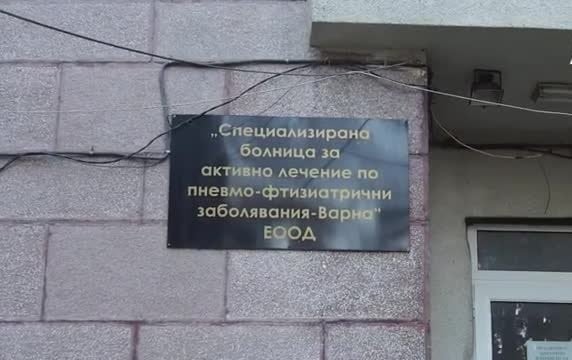 „Специализирана
болница за
активно лечение по
пневмо-фтизиатрични
заболявания-Варна”
ЕООД